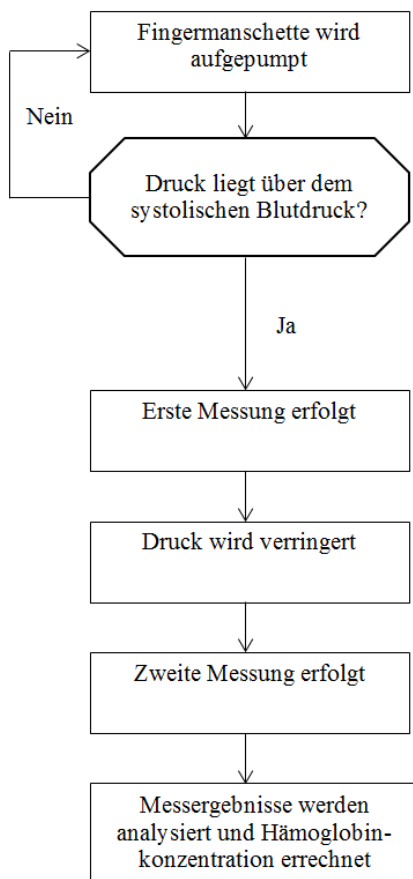 Fingermanschette wird
aufgepumpt
Nein
Druck liegt über dem
systolischen Blutdruck?
Ja
Erste Messung erfolgt
Druck wird verringert
Zweite Messung erfolgt
Messergebnisse werden
analysiert und Hämoglobin-
konzentration errechnet